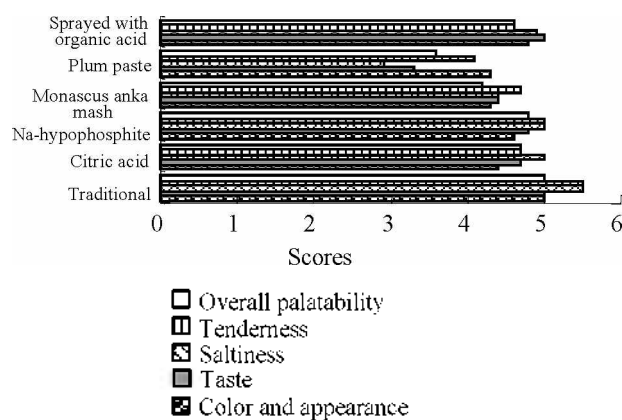 Sprayed with
organic acid
Plum paste
Monascus anka
mash
Na-hypophosphite
Citric acid
Traditional
0 1 2 3 4 5 6
Scores
Overall palatability
Tenderness
Saltiness
Taste
Color and appearance